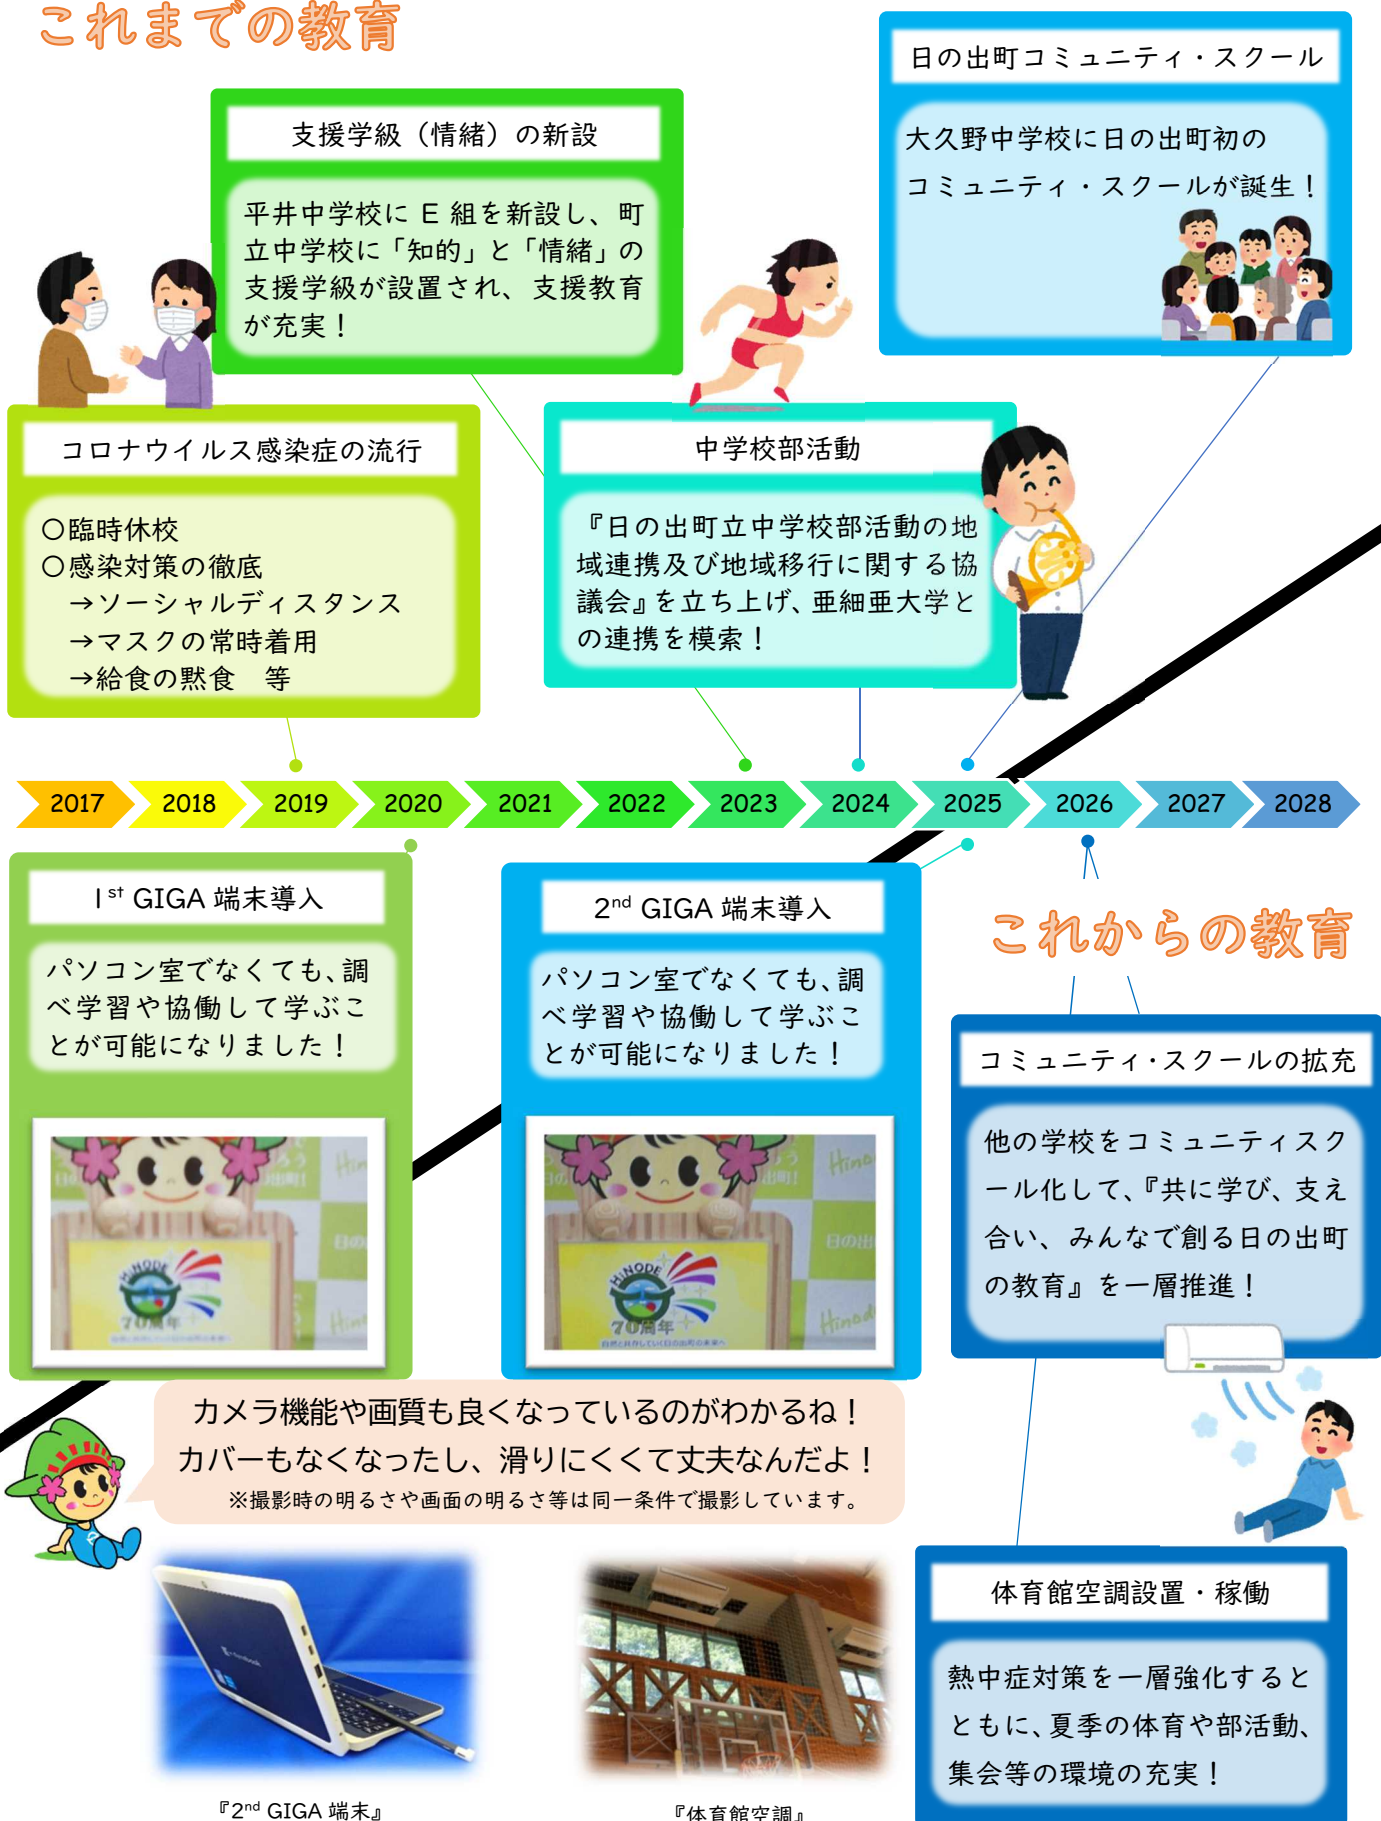 これまでの教育
日の出町コミュニティ・スクール
大久野中学校に日の出町初の
コミュニティ・スクールが誕生！
支援学級（情緒）の新設
平井中学校に E 組を新設し、町
立中学校に「知的」と「情緒」の
支援学級が設置され、支援教育
が充実！
コロナウイルス感染症の流行
〇臨時休校
〇感染対策の徹底
→ソーシャルディスタンス
→マスクの常時着用
→給食の黙食　等
中学校部活動
『日の出町立中学校部活動の地
域連携及び地域移行に関する協
議会』を立ち上げ、亜細亜大学と
の連携を模索！
2017 2018 2019 2020 2021 2022 2023 2024 2025 2026 2027 2028
1st GIGA 端末導入
パソコン室でなくても、調
べ学習や協働して学ぶこ
とが可能になりました！
HiNODE
70周年
2nd GIGA 端末導入
パソコン室でなくても、調
べ学習や協働して学ぶこ
とが可能になりました！
HiNODE
70周年
これからの教育
コミュニティ・スクールの拡充
他の学校をコミュニティスク
ール化して、『共に学び、支え
合い、みんなで創る日の出町
の教育』を一層推進！
カメラ機能や画質も良くなっているのがわかるね！
カバーもなくなったし、滑りにくくて丈夫なんだよ！
※撮影時の明るさや画面の明るさ等は同一条件で撮影しています。
体育館空調設置・稼働
熱中症対策を一層強化すると
ともに、夏季の体育や部活動、
集会等の環境の充実！
『2nd GIGA 端末』
『体育館空調』